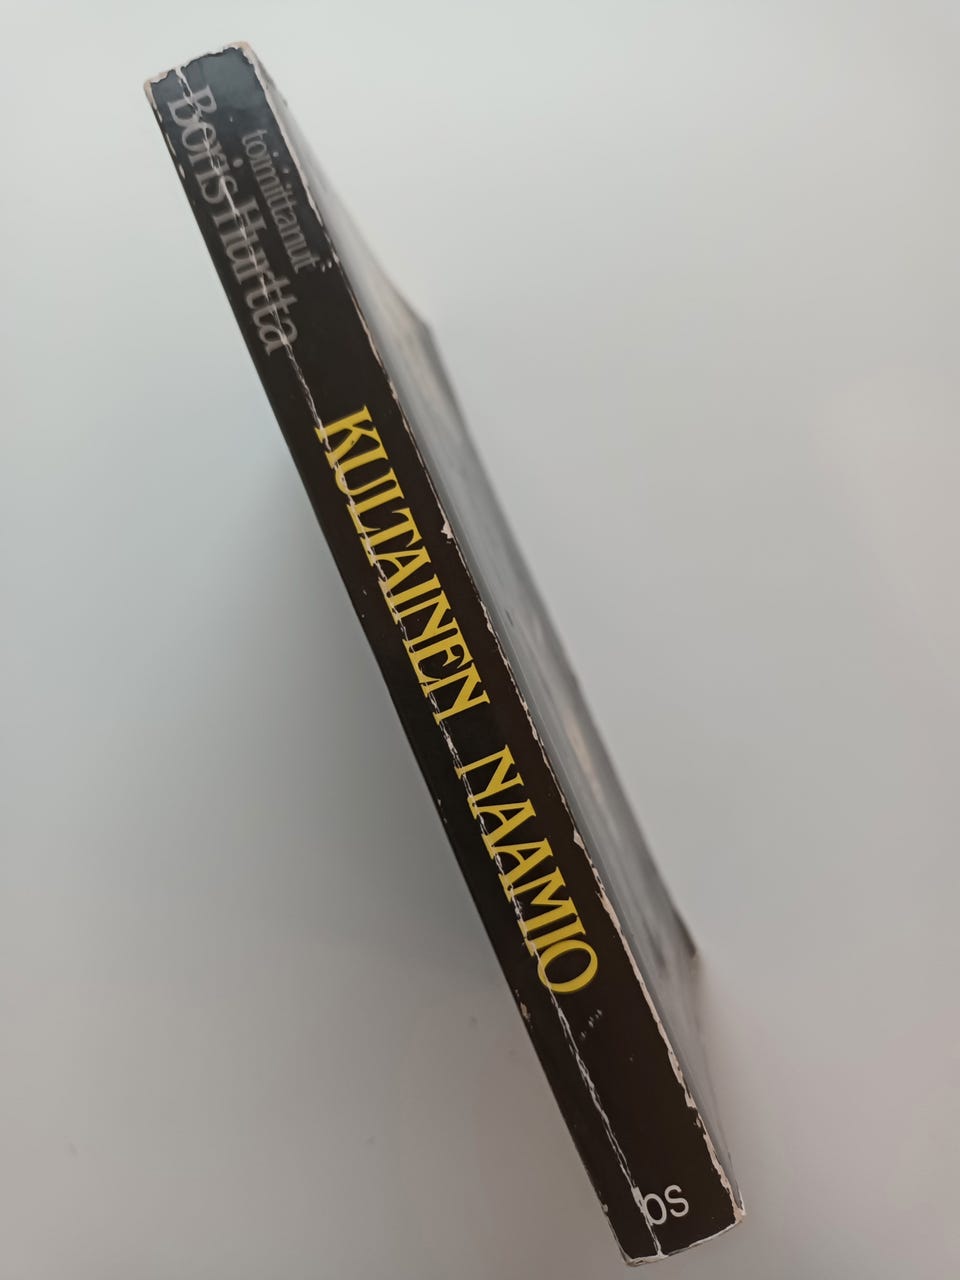 toimittanut
Boris Hurtta
KULTAINEN NAAMIO
os